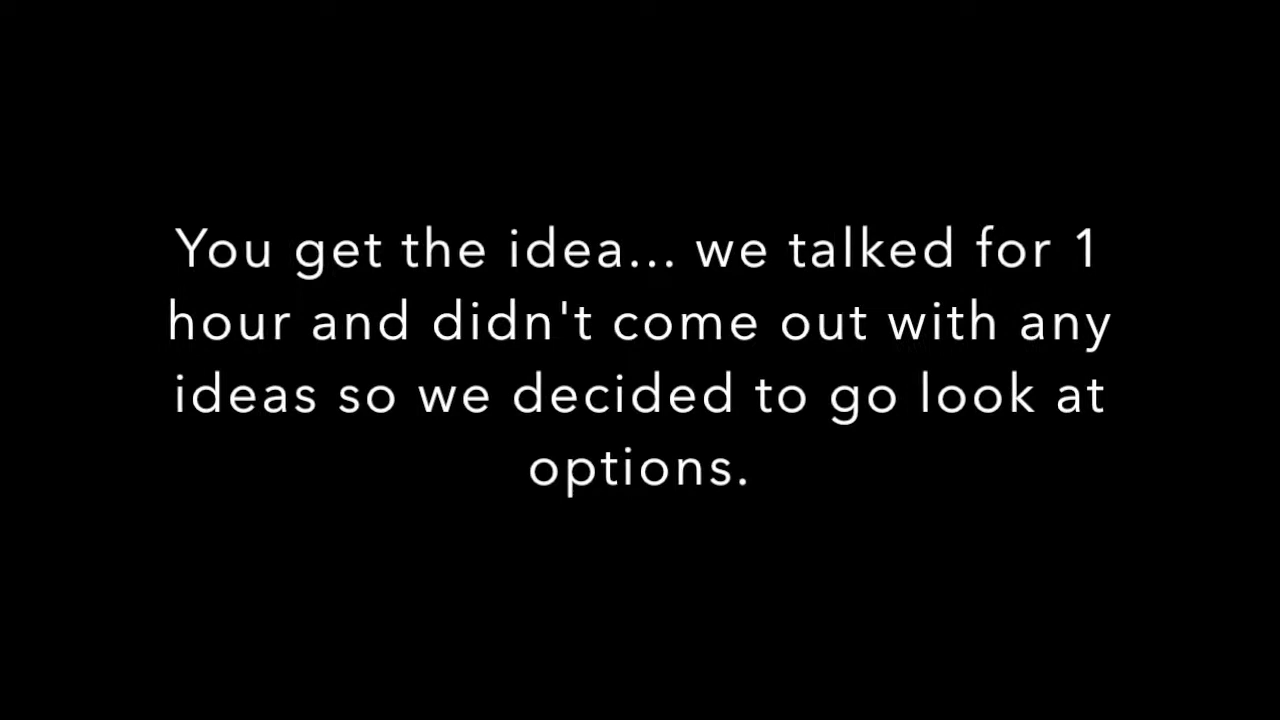 You get the idea... we talked for 1
hour and didn't come out with any
ideas so we decided to go look at
options.